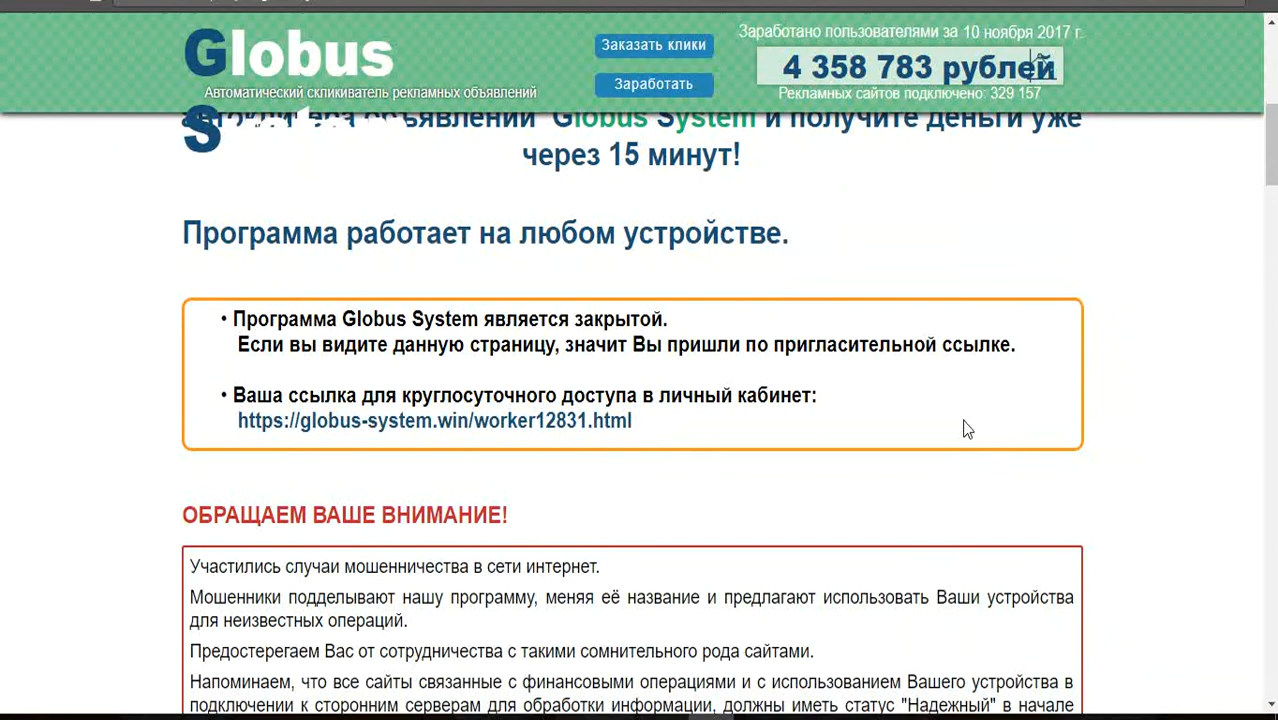 Globus
Автоматический скликиватель рекламных объявлений
Заказать клики
Заработать
Заработано пользователями за 10 ноября 2017 г.
4 358 783 рублей
Рекламных сайтов подключено: 329 157
объявлений Globus System и получите деньги уже
через 15 минут!
Программа работает на любом устройстве.
• Программа Globus System является закрытой.
Если вы видите данную страницу, значит Вы пришли по пригласительной ссылке.
• Ваша ссылка для круглосуточного доступа в личный кабинет:
https://globus-system.win/worker12831.html
ОБРАЩАЕМ ВАШЕ ВНИМАНИЕ!
Участились случаи мошенничества в сети интернет.
Мошенники подделывают нашу программу, меняя её название и предлагают использовать Ваши устройства
для неизвестных операций.
Предостерегаем Вас от сотрудничества с такими сомнительного рода сайтами.
Напоминаем, что все сайты связанные с финансовыми операциями и с использованием Вашего устройства в
подключении к сторонним серверам для обработки информации, должны иметь статус "Надежный" в начале